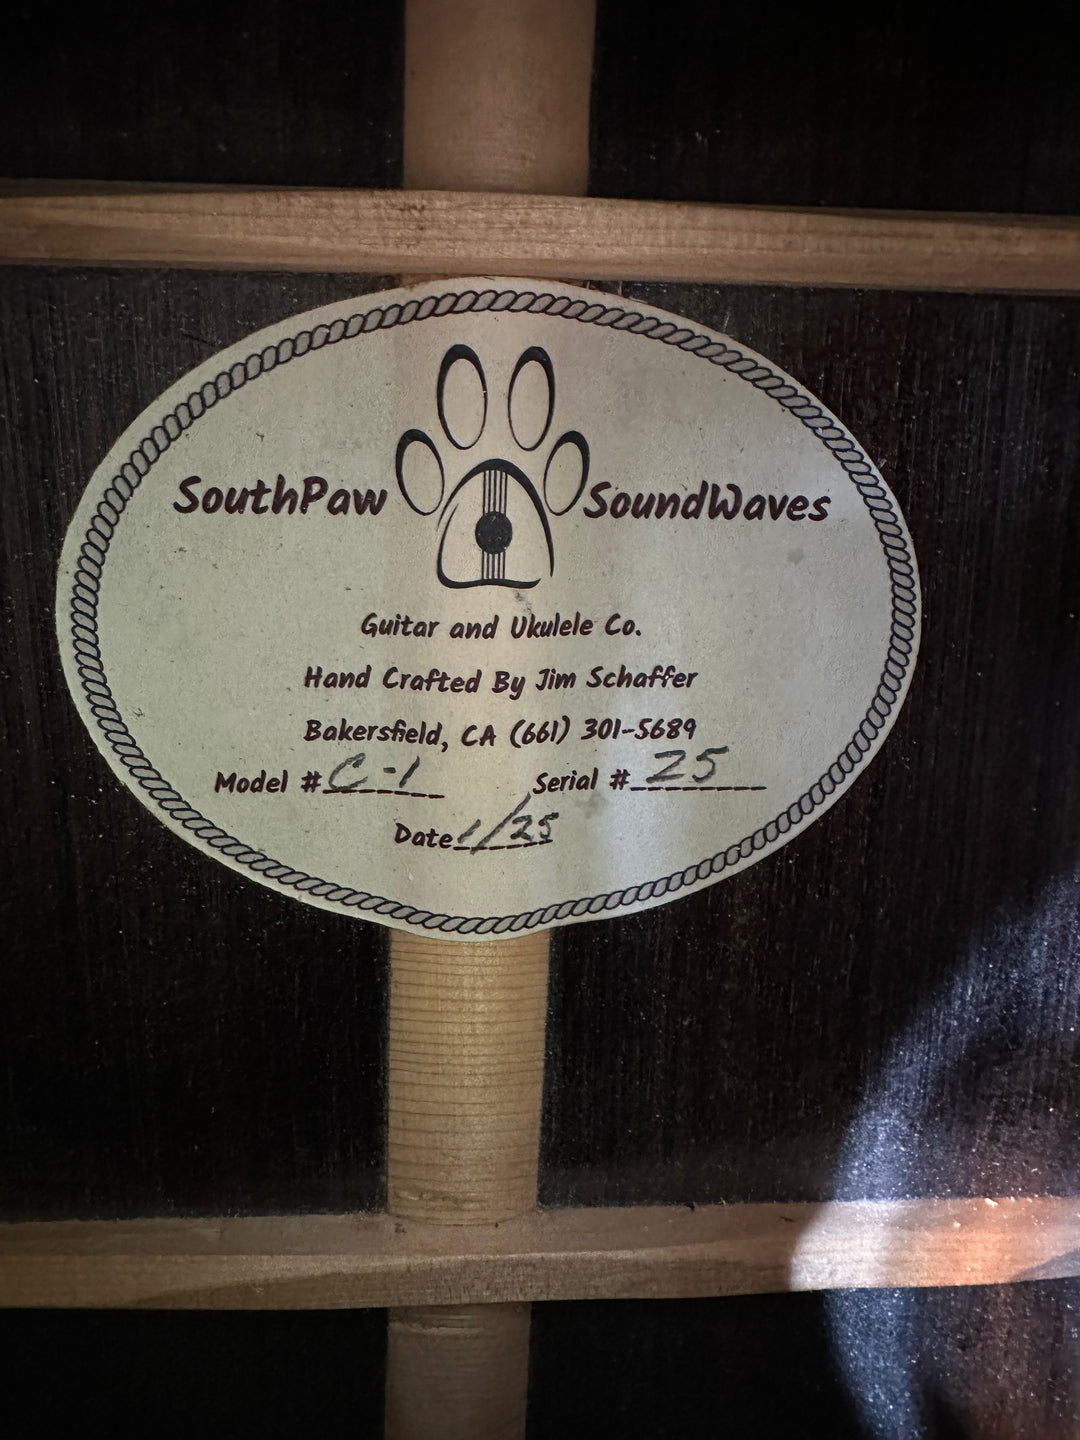 SouthPaw SoundWaves
Guitar and Ukulele Co.
Hand Crafted By Jim Schaffer
Bakersfield, CA (661) 301-5689
Model # C-1 Serial # 25
Date 1/25